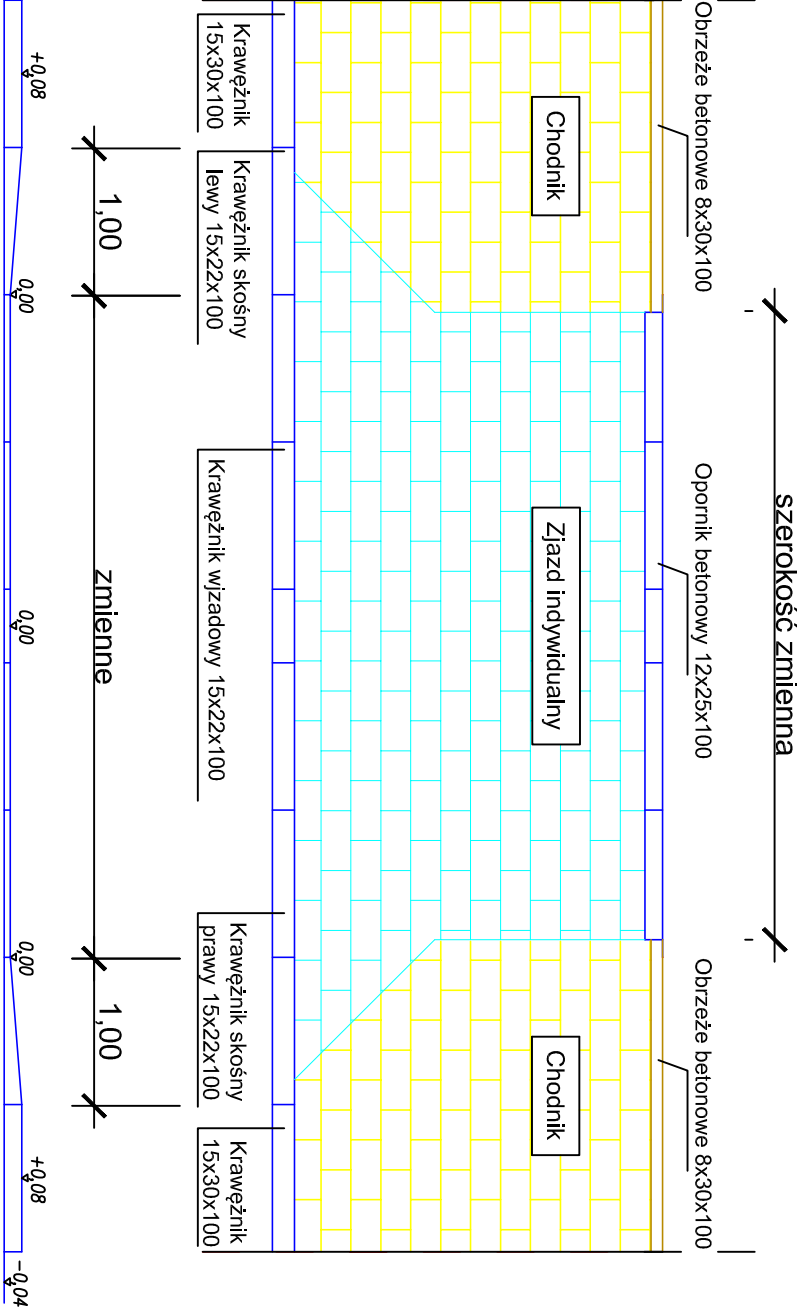 szerokość zmienna
Obrzeże betonowe 8x30x100
Opornik betonowy 12x25x100
Obrzeże betonowe 8x30x100
Chodnik
Zjazd indywidualny
Chodnik
Krawężnik
15x30x100
Krawężnik skośny
lewy 15x22x100
Krawężnik wjzadowy 15x22x100
Krawężnik skośny
prawy 15x22x100
Krawężnik
15x30x100
1,00
zmienne
1,00
+0,08
0,00
0,00
0,00
+0,08
-0,04